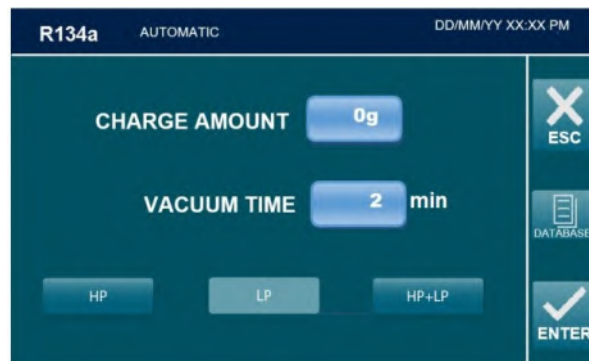 R134a AUTOMATIC DD/MM/YY XX:XX PM
CHARGE AMOUNT 0g
ESC
VACUUM TIME 2 min
DATABASE
HP LP HP+LP
ENTER